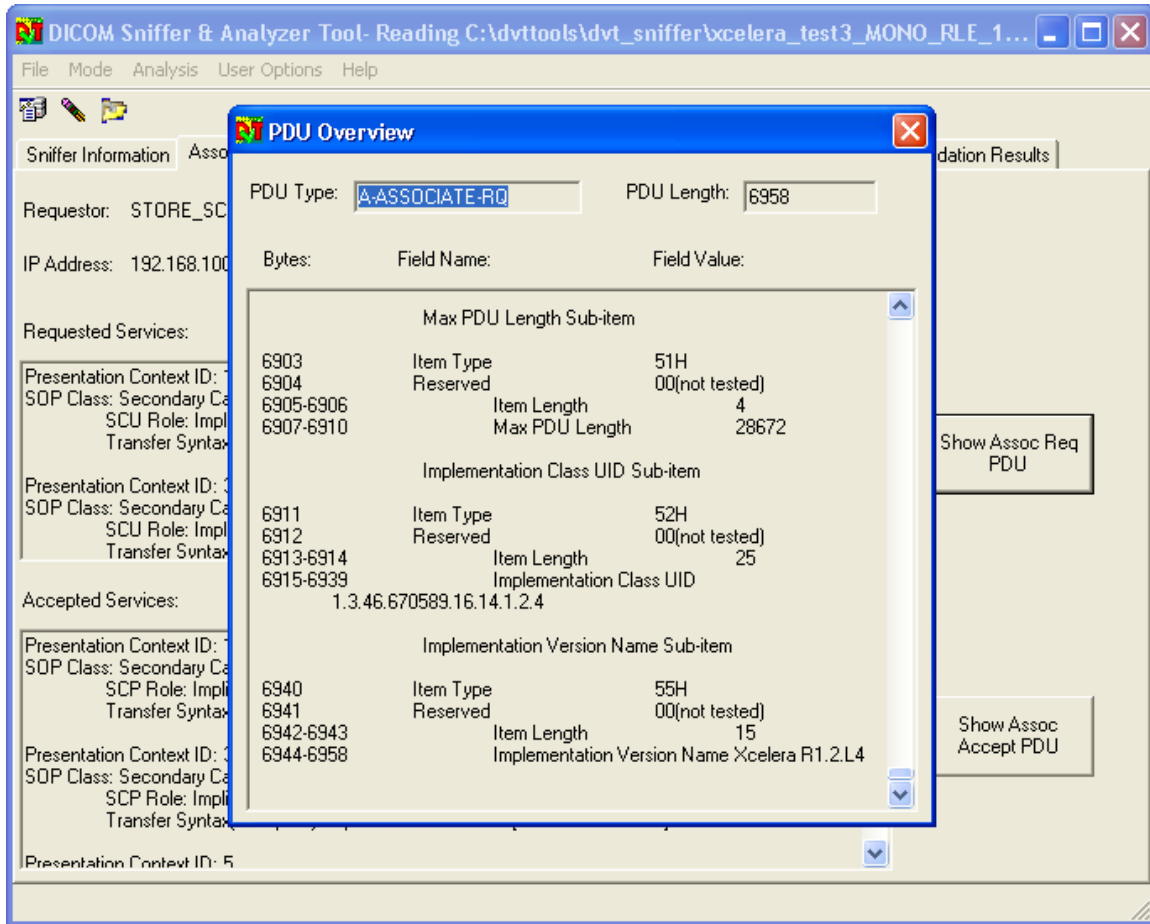 DICOM Sniffer & Analyzer Tool- Reading C:\dvttools\dvt_sniffer\xcelera_test3_MONO_RLE_1...
File Mode Analysis User Options Help
Sniffer Information Asso dation Results
Requestor: STORE_SC
IP Address: 192.168.100
Requested Services:
Presentation Context ID:
SOP Class: Secondary Ca
SCU Role: Impl
Transfer Syntax
Presentation Context ID: 3
SOP Class: Secondary Ca
SCU Role: Impl
Transfer Syntax
Accepted Services:
Presentation Context ID:
SOP Class: Secondary Ca
SCP Role: Impli
Transfer Syntax
Presentation Context ID: 3
SOP Class: Secondary Ca
SCP Role: Impli
Transfer Syntax
Presentation Context ID: 5
Show Assoc Req
PDU
Show Assoc
Accept PDU
PDU Overview
PDU Type: A-ASSOCIATE-RQ PDU Length: 6958
Bytes: Field Name: Field Value:
Max PDU Length Sub-item
6903 Item Type 51H
6904 Reserved 00(not tested)
6905-6906 Item Length 4
6907-6910 Max PDU Length 28672
Implementation Class UID Sub-item
6911 Item Type 52H
6912 Reserved 00(not tested)
6913-6914 Item Length 25
6915-6939 Implementation Class UID
1.3.46.670589.16.14.1.2.4
Implementation Version Name Sub-item
6940 Item Type 55H
6941 Reserved 00(not tested)
6942-6943 Item Length 15
6944-6958 Implementation Version Name Xcelera R1.2.L4